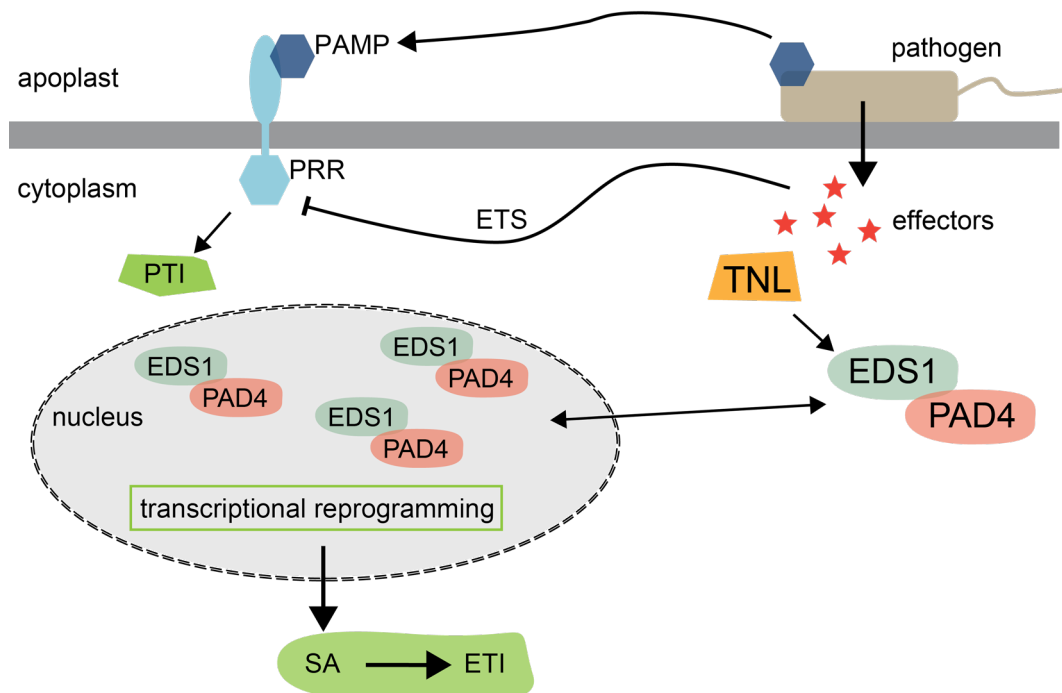 PAMP
pathogen
apoplast
cytoplasm
PRR
ETS
effectors
PTI
TNL
EDS1
PAD4
EDS1
PAD4
EDS1
PAD4
EDS1
PAD4
nucleus
transcriptional reprogramming
SA
ETI